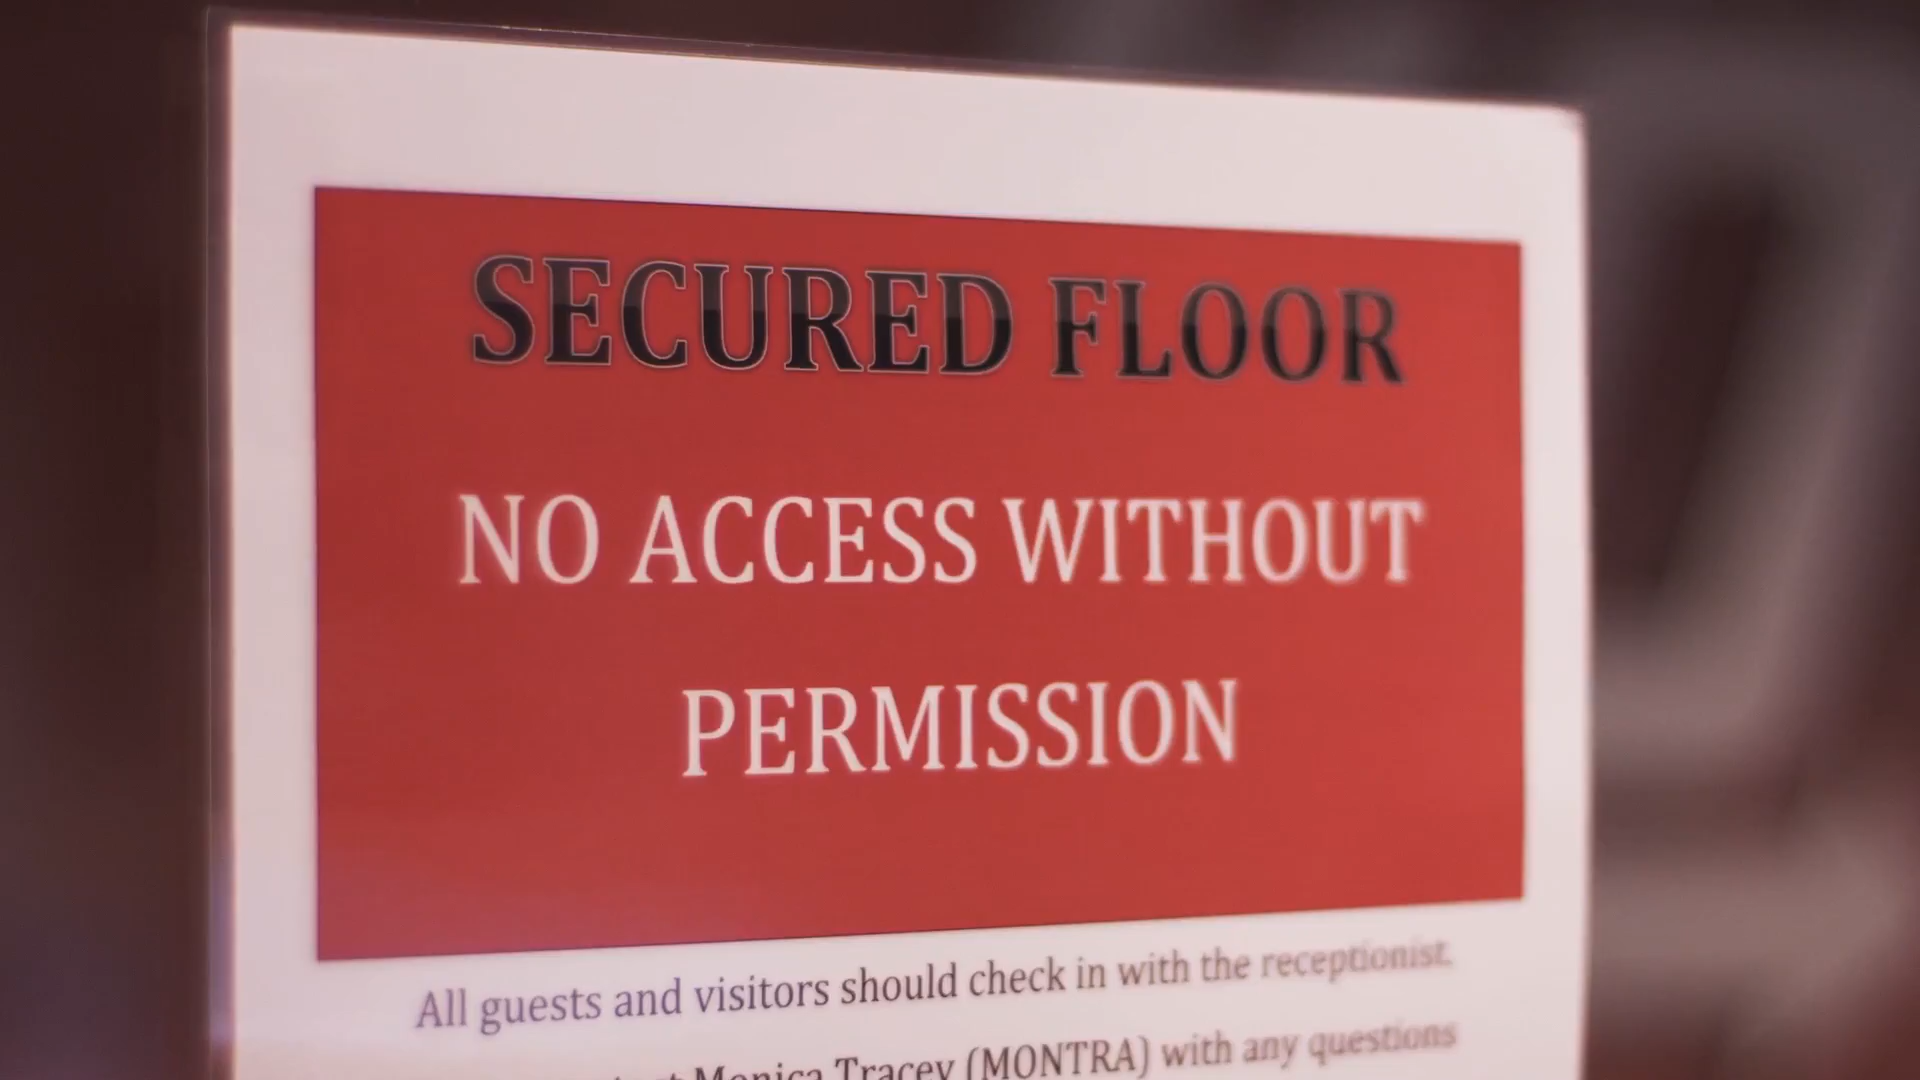 SECURED FLOOR
NO ACCESS WITHOUT
PERMISSION
All guests and visitors should check in with the receptionist.
Monica Tracey (MONTRA) with any questions